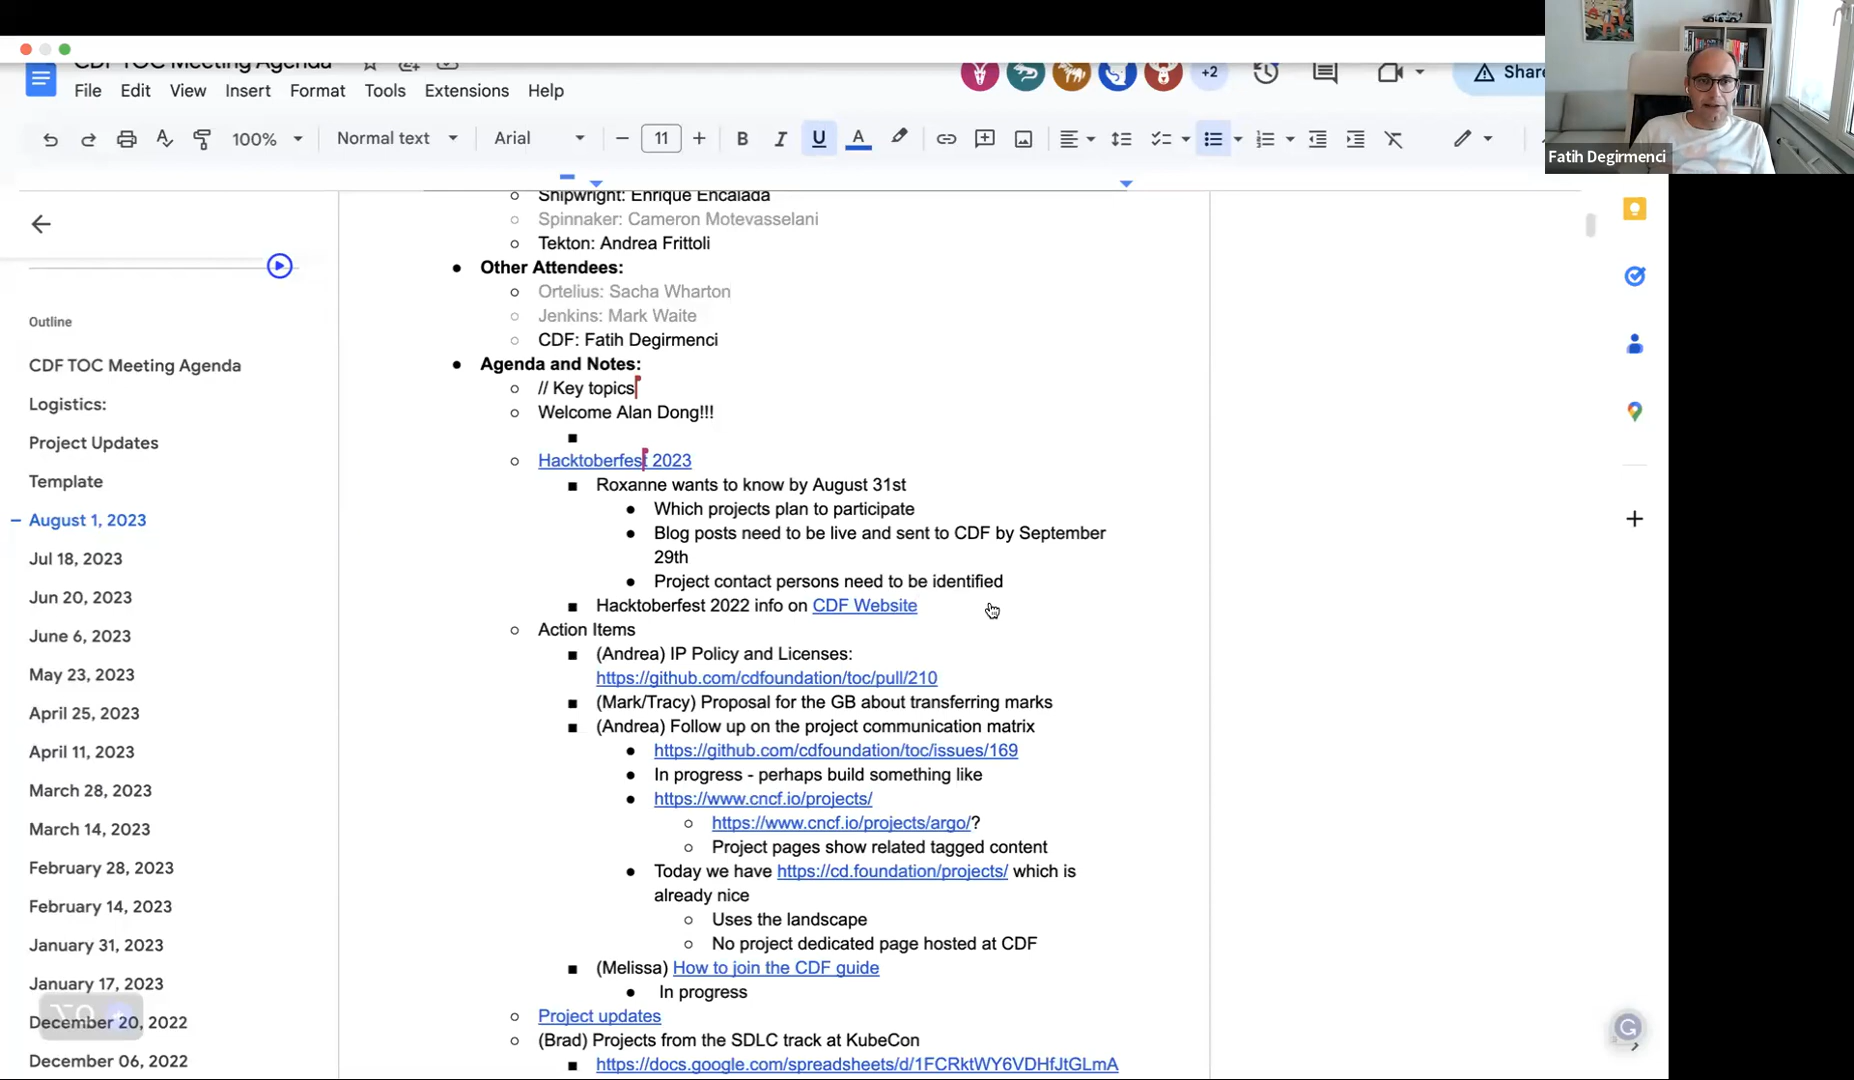 CDF TOC Meeting Agenda
+2
Share
File Edit View Insert Format Tools Extensions Help
100% Normal text Arial 11 B I U A
Fatih Degirmenci
Outline
CDF TOC Meeting Agenda
Logistics:
Project Updates
Template
August 1, 2023
Jul 18, 2023
Jun 20, 2023
June 6, 2023
May 23, 2023
April 25, 2023
April 11, 2023
March 28, 2023
March 14, 2023
February 28, 2023
February 14, 2023
January 31, 2023
January 17, 2023
December 20, 2022
December 06, 2022
Shipwright: Enrique Encalada
Spinnaker: Cameron Motevasselani
Tekton: Andrea Frittoli
Other Attendees:
Ortelius: Sacha Wharton
Jenkins: Mark Waite
CDF: Fatih Degirmenci
Agenda and Notes:
// Key topics
Welcome Alan Dong!!!
Hacktoberfest 2023
Roxanne wants to know by August 31st
Which projects plan to participate
Blog posts need to be live and sent to CDF by September
29th
Project contact persons need to be identified
Hacktoberfest 2022 info on CDF Website
Action Items
(Andrea) IP Policy and Licenses:
https://github.com/cdfoundation/toc/pull/210
(Mark/Tracy) Proposal for the GB about transferring marks
(Andrea) Follow up on the project communication matrix
https://github.com/cdfoundation/toc/issues/169
In progress - perhaps build something like
https://www.cncf.io/projects/
https://www.cncf.io/projects/argo/?
Project pages show related tagged content
Today we have https://cd.foundation/projects/ which is
already nice
Uses the landscape
No project dedicated page hosted at CDF
(Melissa) How to join the CDF guide
In progress
Project updates
(Brad) Projects from the SDLC track at KubeCon
https://docs.google.com/spreadsheets/d/1FCRktWY6VDHfJtGLmA